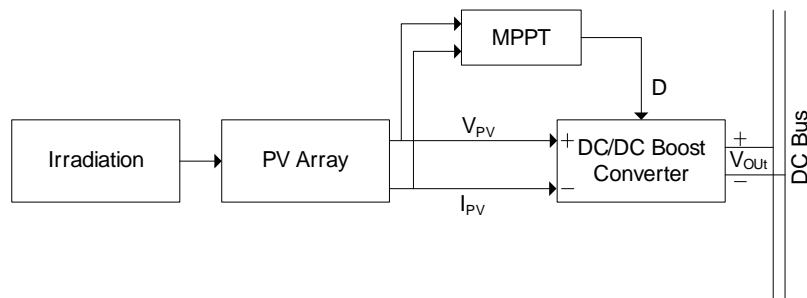 MPPT
D
Irradiation
PV Array
VPV
IPV
+
−
DC/DC Boost
Converter
+
VOUt
−
DC Bus